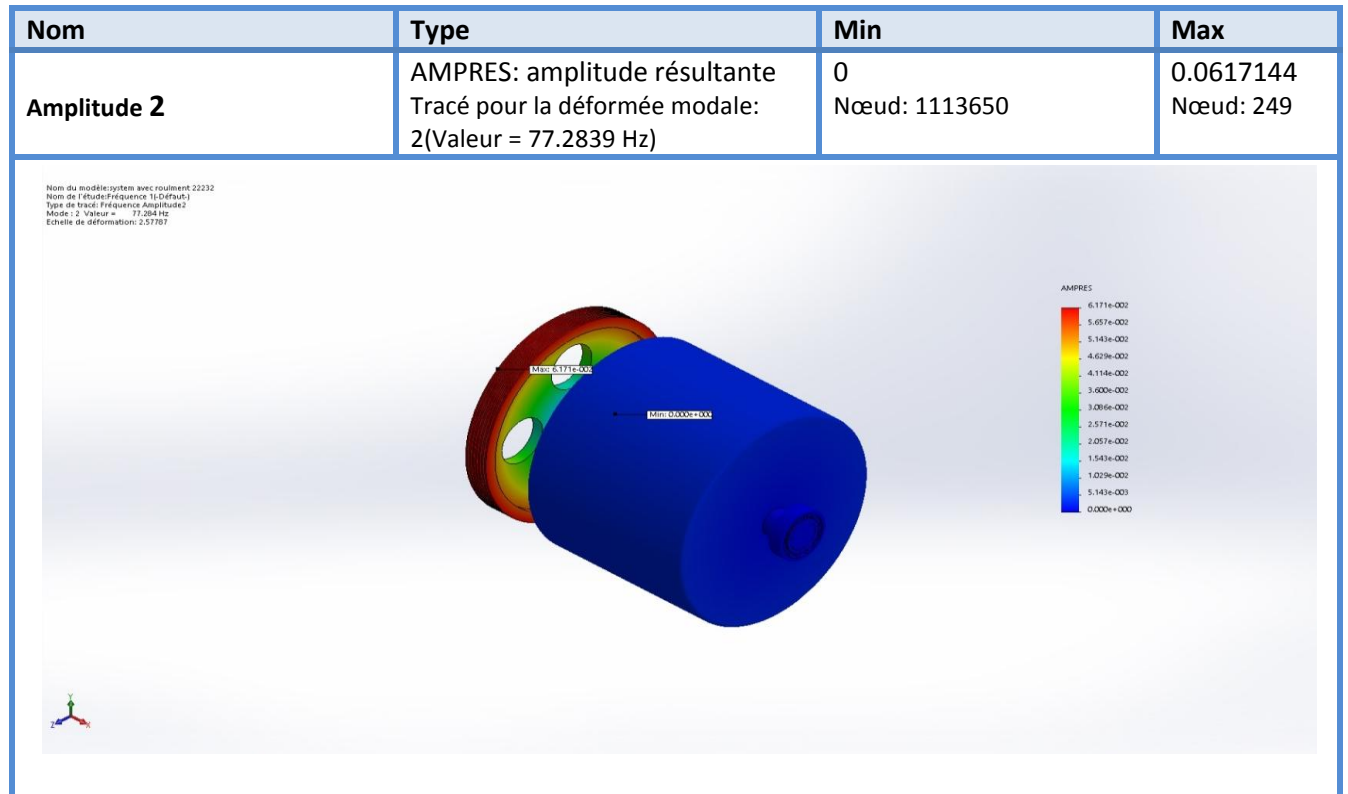 Nom Type Min Max
Amplitude 2
AMPRES: amplitude résultante
Tracé pour la déformée modale:
2(Valeur = 77.2839 Hz)
0
Nœud: 1113650
0.0617144
Nœud: 249
Nom du modèle:system avec roulment 22232
Nom de l'étude:Fréquence 1(-Défaut-)
Type de tracé: Fréquence Amplitude2
Mode : 2 Valeur = 77.284 Hz
Echelle de déformation: 2.57787
AMPRES
6.171e-002
5.657e-002
5.143e-002
4.629e-002
4.114e-002
3.600e-002
3.086e-002
2.571e-002
2.057e-002
1.543e-002
1.029e-002
5.143e-003
0.000e+000
Max: 6.171e-002
Min: 0.000e+000
Y
Z
X